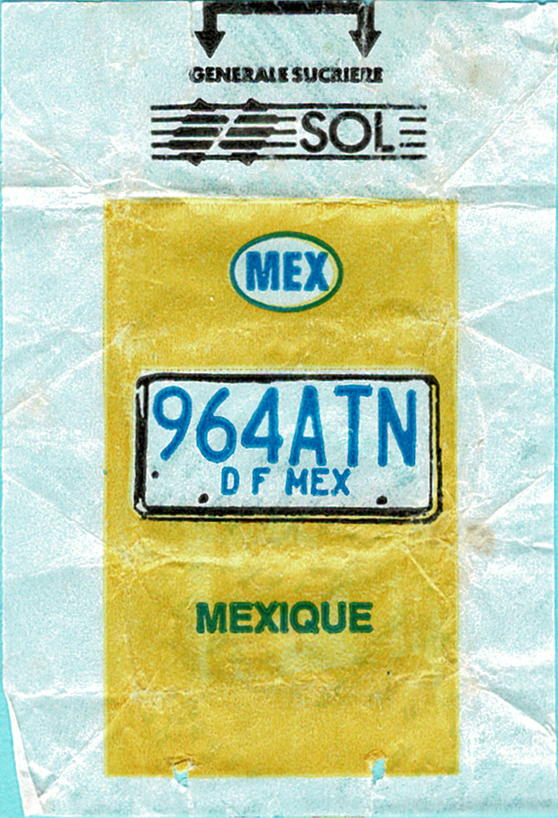 GENERALE SUCRIERE
SOL
MEX
964ATN
D F MEX
MEXIQUE